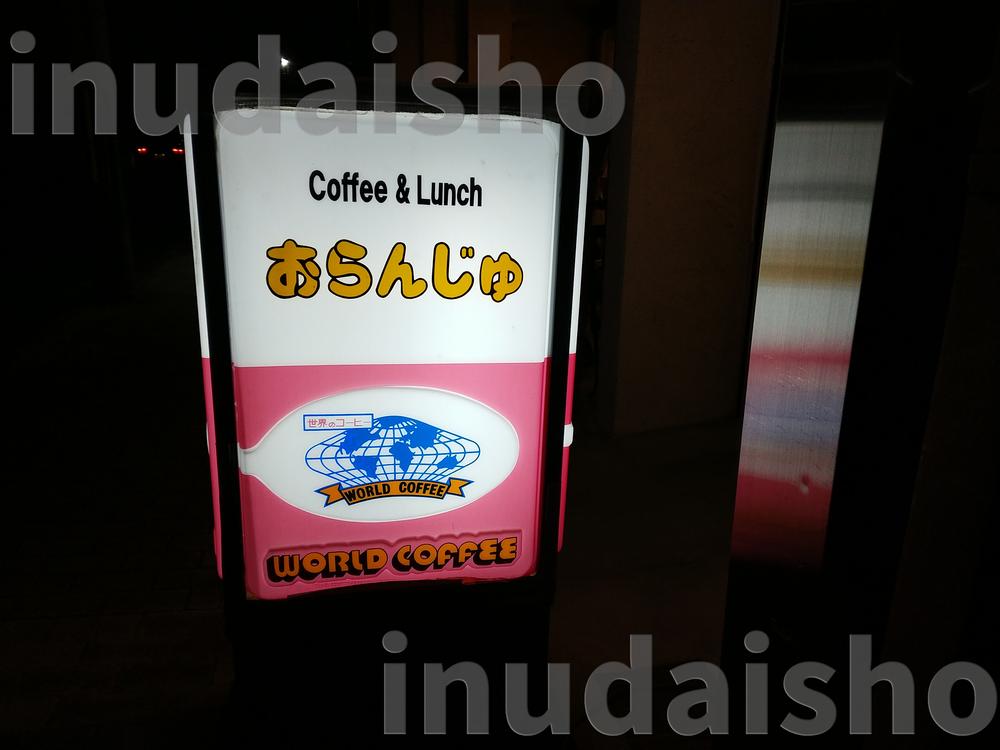 inudaisho
Coffee & Lunch
おらんじゅ
世界のコーヒー
WORLD COFFEE
WORLD COFFEE
inudaisho